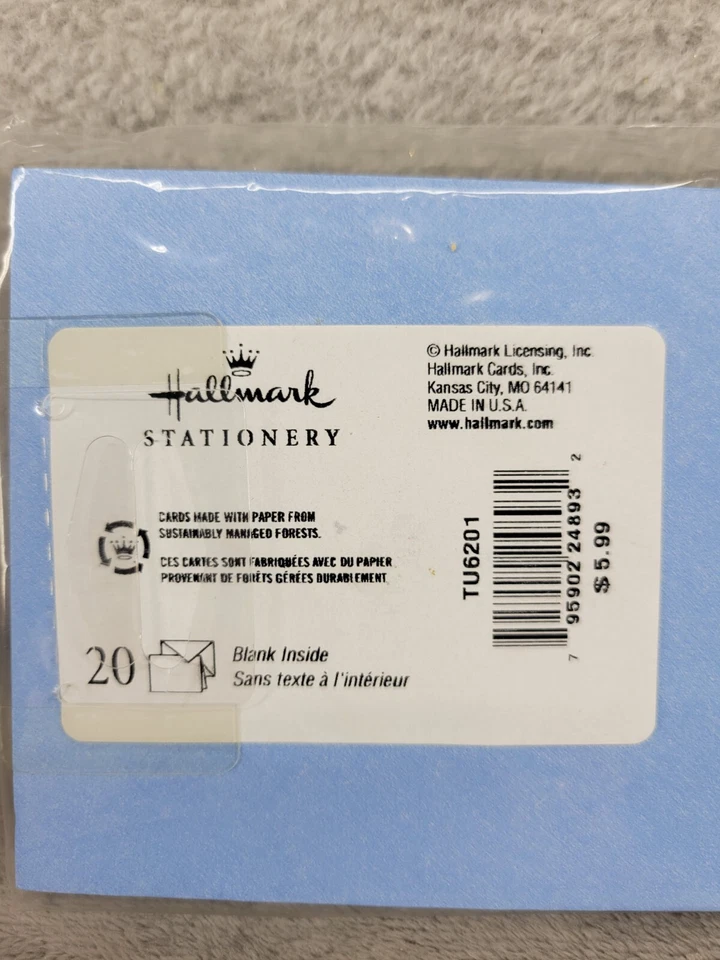 Hallmark
STATIONERY
© Hallmark Licensing, Inc.
Hallmark Cards, Inc.
Kansas City, MO 64141
MADE IN U.S.A.
www.hallmark.com
CARDS MADE WITH PAPER FROM
SUSTAINABLY MANAGED FORESTS.
CES CARTES SONT FABRIQUÉES AVEC DU PAPIER
PROVENANT DE FORÊTS GÉRÉES DURABLEMENT
20
Blank Inside
Sans texte à l'intérieur
TU6201
7 95902 24893 2
$5.99